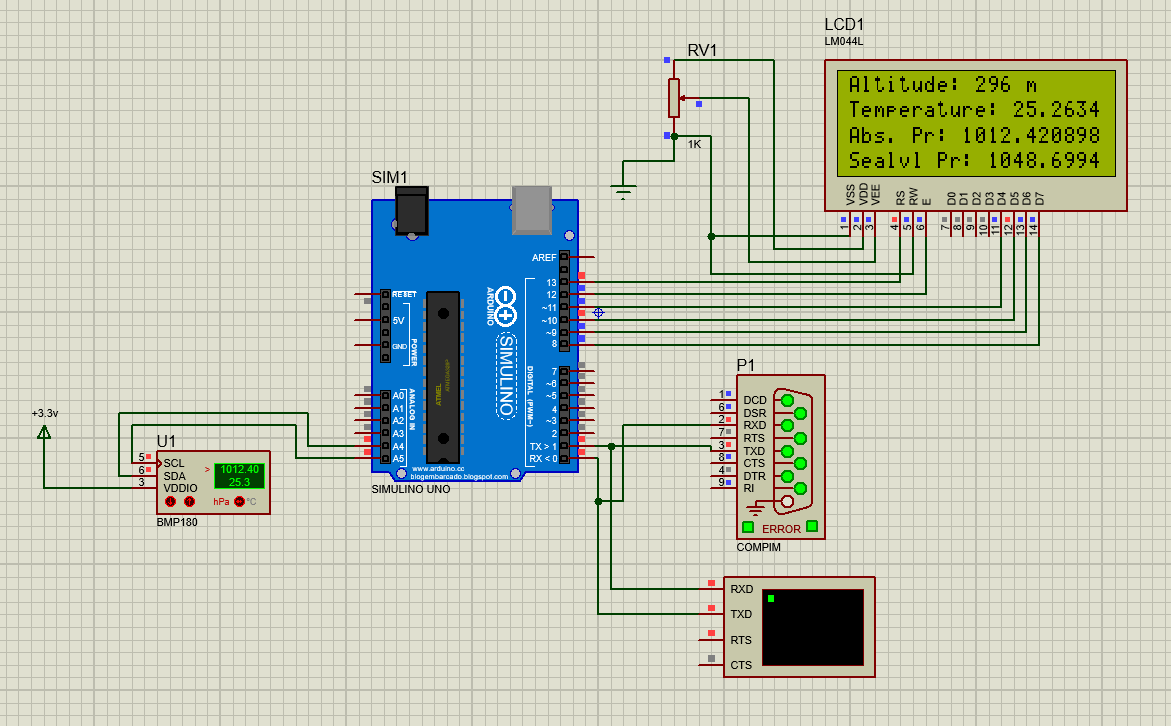 LCD1
LM044L
Altitude: 296 m
Temperature: 25.2634
Abs. Pr: 1012.420898
Sealvl Pr: 1048.6994
VSS VDD VEE RS RW E D0 D1 D2 D3 D4 D5 D6 D7
1 2 3 4 5 6 7 8 9 10 11 12 13 14
RV1
1K
SIM1
AREF
13
12
~11
~10
~9
8
7
~6
~5
4
~3
2
TX > 1
RX < 0
RESET
5V
GND
POWER
A0
A1
A2
A3
A4
A5
ANALOG IN
ATMEL
ARDUINO
SIMULINO
DIGITAL (PWM~)
www.arduino.cc
blogembarcado.blogspot.com
SIMULINO UNO
+3.3v
U1
5 SCL
6 SDA
3 VDDIO
> 1012.40
25.3
hPa °C
BMP180
P1
1 DCD
6 DSR
2 RXD
7 RTS
3 TXD
8 CTS
4 DTR
9 RI
ERROR
COMPIM
RXD
TXD
RTS
CTS